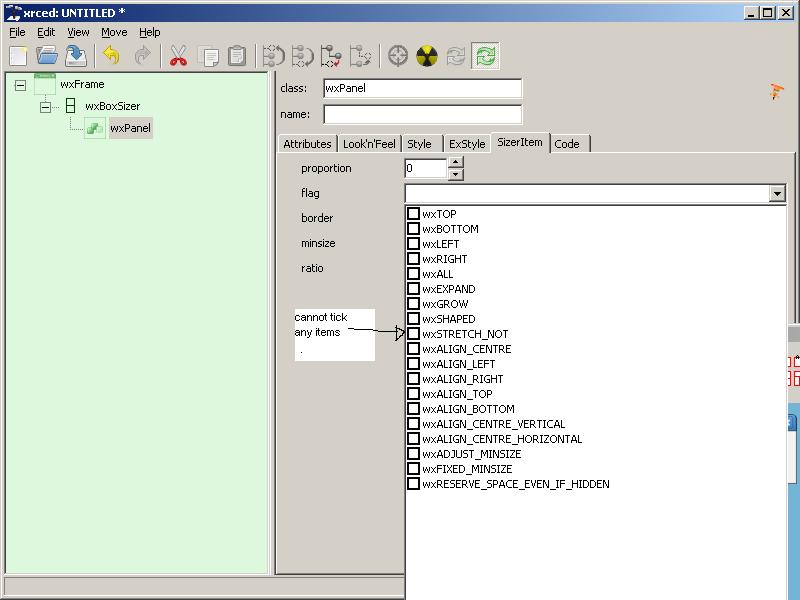 xrced: UNTITLED *
File Edit View Move Help
wxFrame
wxBoxSizer
wxPanel
class: wxPanel
name:
Attributes Look'n'Feel Style ExStyle SizerItem Code
proportion 0
flag
border
minsize
ratio
cannot tick
any items
.
wxTOP
wxBOTTOM
wxLEFT
wxRIGHT
wxALL
wxEXPAND
wxGROW
wxSHAPED
wxSTRETCH_NOT
wxALIGN_CENTRE
wxALIGN_LEFT
wxALIGN_RIGHT
wxALIGN_TOP
wxALIGN_BOTTOM
wxALIGN_CENTRE_VERTICAL
wxALIGN_CENTRE_HORIZONTAL
wxADJUST_MINSIZE
wxFIXED_MINSIZE
wxRESERVE_SPACE_EVEN_IF_HIDDEN